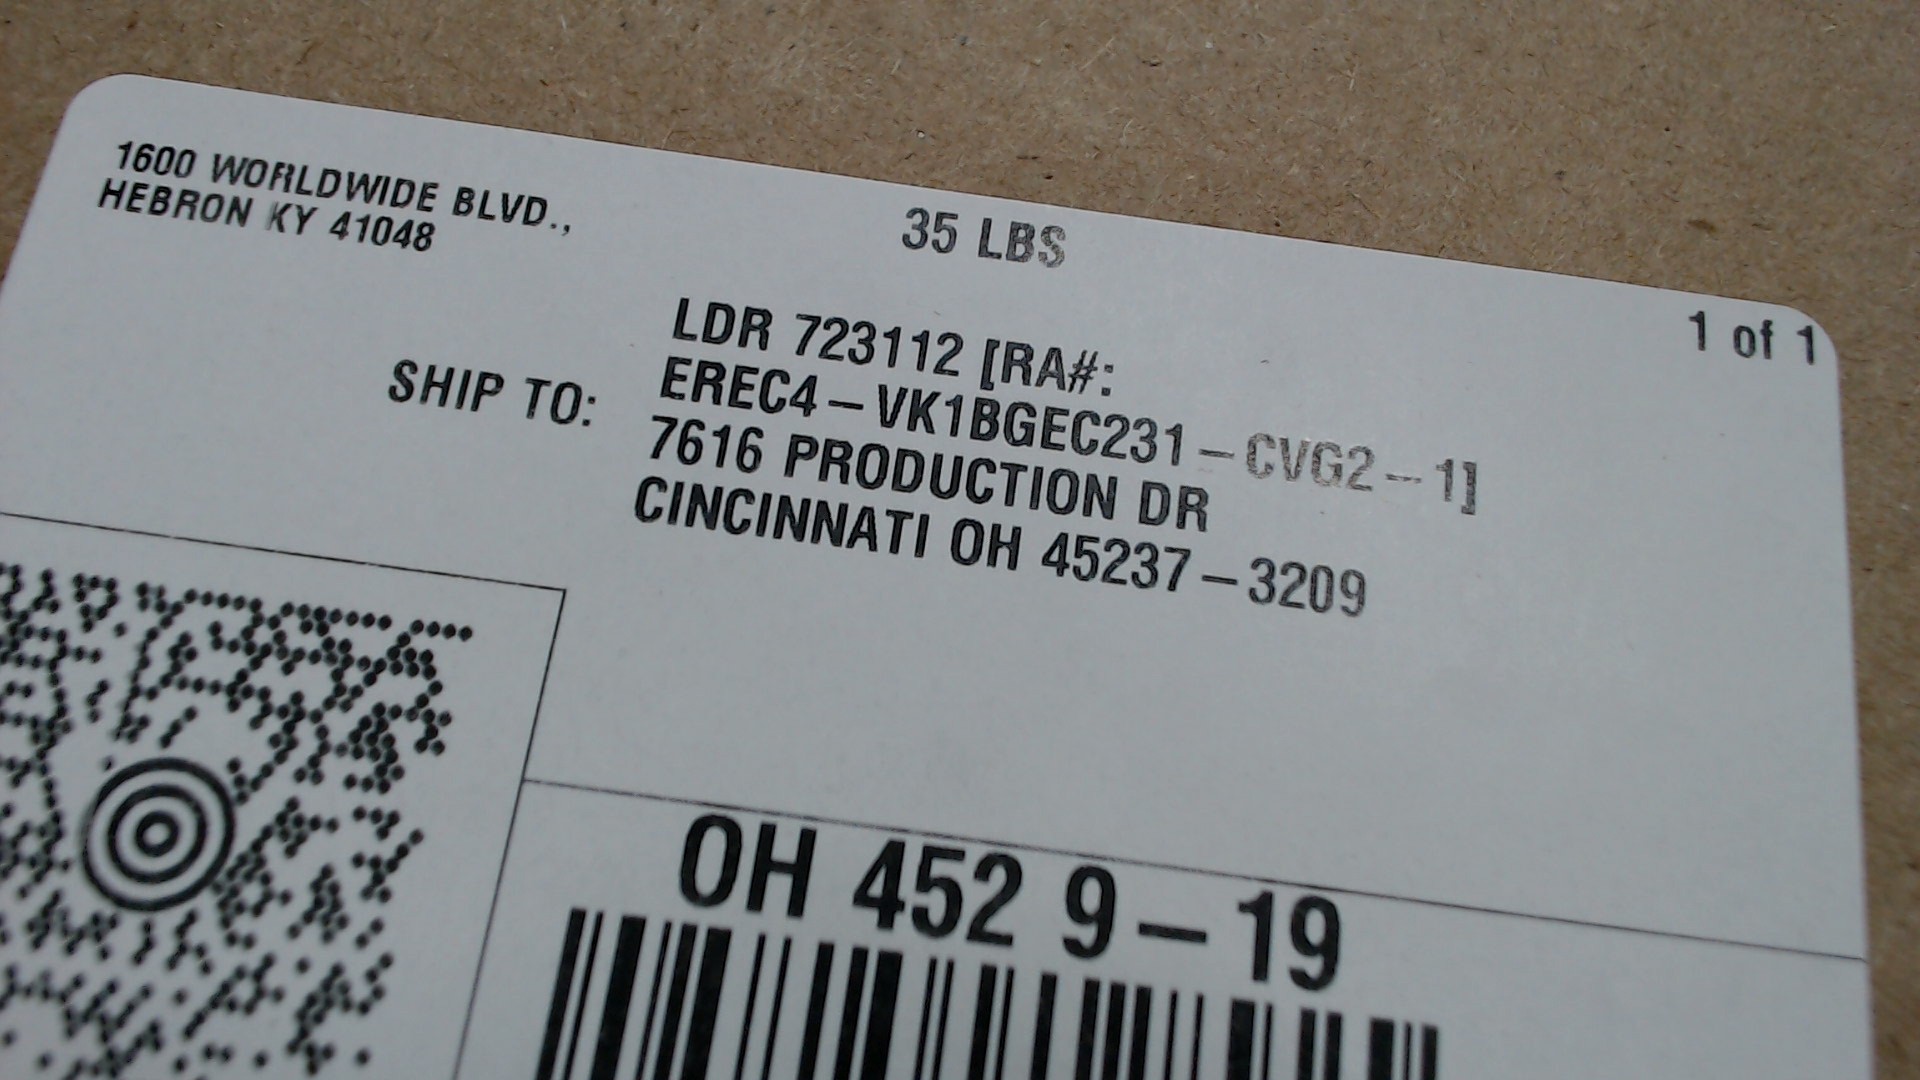 1600 WORLDWIDE BLVD.,
HEBRON KY 41048
35 LBS
1 of 1
SHIP TO:
LDR 723112 [RA#:
EREC4-VK1BGEC231-CVG2--1]
7616 PRODUCTION DR
CINCINNATI OH 45237-3209
OH 452 9-19